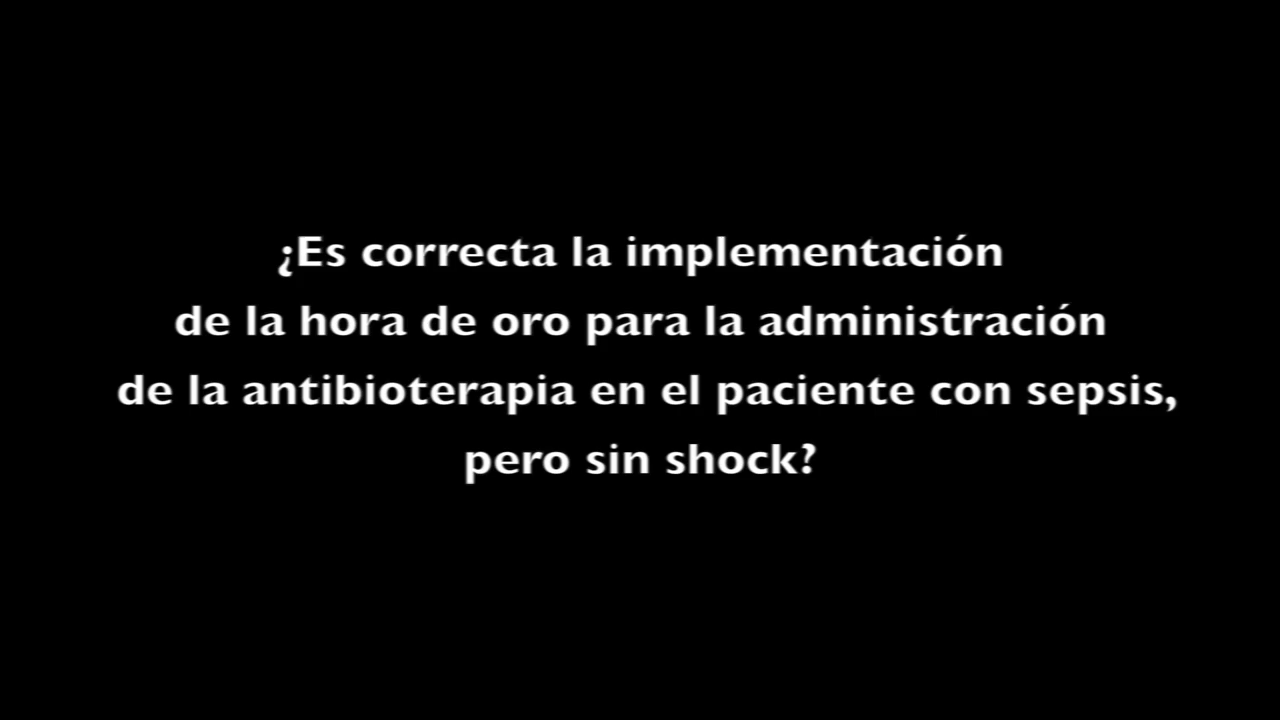 ¿Es correcta la implementación
de la hora de oro para la administración
de la antibioterapia en el paciente con sepsis,
pero sin shock?